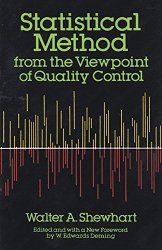 Statistical
Method
from the Viewpoint
of Quality Control
Walter A. Shewhart
Edited and with a New Foreword
by W. Edwards Deming